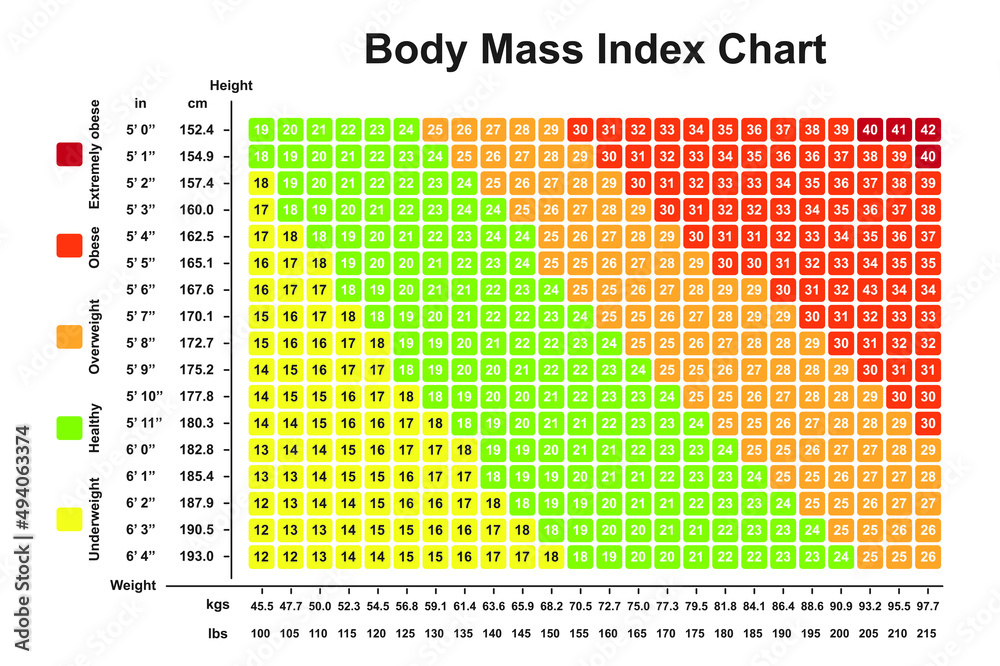 Body Mass Index Chart
Height
in cm
5’ 0” 152.4 19 20 21 22 23 24 25 26 27 28 29 30 31 32 33 34 35 36 37 38 39 40 41 42
5’ 1” 154.9 18 19 20 21 22 23 24 25 26 27 28 29 30 31 32 33 34 35 36 36 37 38 39 40
5’ 2” 157.4 18 19 20 21 22 22 23 24 25 26 27 28 29 30 31 32 33 33 34 35 36 37 38 39
5’ 3” 160.0 17 18 19 20 21 22 23 24 24 25 26 27 28 29 30 31 32 32 33 34 35 36 37 38
5’ 4” 162.5 17 18 18 19 20 21 22 23 24 24 25 26 27 28 29 30 31 31 32 33 34 35 36 37
5’ 5” 165.1 16 17 18 19 20 20 21 22 23 24 25 25 26 27 28 29 30 30 31 32 33 34 35 35
5’ 6” 167.6 16 17 17 18 19 20 21 21 22 23 24 25 25 26 27 28 29 29 30 31 32 43 34 34
5’ 7” 170.1 15 16 17 18 18 19 20 21 22 22 23 24 25 25 26 27 28 29 29 30 31 32 33 33
5’ 8” 172.7 15 16 16 17 18 19 19 20 21 22 22 23 24 25 25 26 27 28 28 29 30 31 32 32
5’ 9” 175.2 14 15 16 17 17 18 19 20 20 21 22 22 23 24 25 25 26 27 28 28 29 30 31 31
5’ 10” 177.8 14 15 15 16 17 18 18 19 20 20 21 22 23 23 24 25 25 26 27 28 28 29 30 30
5’ 11” 180.3 14 14 15 16 16 17 18 18 19 20 21 21 22 23 23 24 25 25 26 27 28 28 29 30
6’ 0” 182.8 13 14 14 15 16 17 17 18 19 19 20 21 21 22 23 23 24 25 25 26 27 27 28 29
6’ 1” 185.4 13 13 14 15 15 16 17 17 18 19 19 20 21 21 22 23 23 24 25 25 26 27 27 28
6’ 2” 187.9 12 13 14 14 15 16 16 17 18 18 19 19 20 21 21 22 23 23 24 25 25 26 27 27
6’ 3” 190.5 12 13 13 14 15 15 16 16 17 18 18 19 20 20 21 21 22 23 23 24 25 25 26 26
6’ 4” 193.0 12 12 13 14 14 15 15 16 17 17 18 18 19 20 20 21 22 22 23 23 24 25 25 26
Weight
kgs 45.5 47.7 50.0 52.3 54.5 56.8 59.1 61.4 63.6 65.9 68.2 70.5 72.7 75.0 77.3 79.5 81.8 84.1 86.4 88.6 90.9 93.2 95.5 97.7
lbs 100 105 110 115 120 125 130 135 140 145 150 155 160 165 170 175 180 185 190 195 200 205 210 215
Extremely obese
Obese
Overweight
Healthy
Underweight
Adobe Stock | #494063374